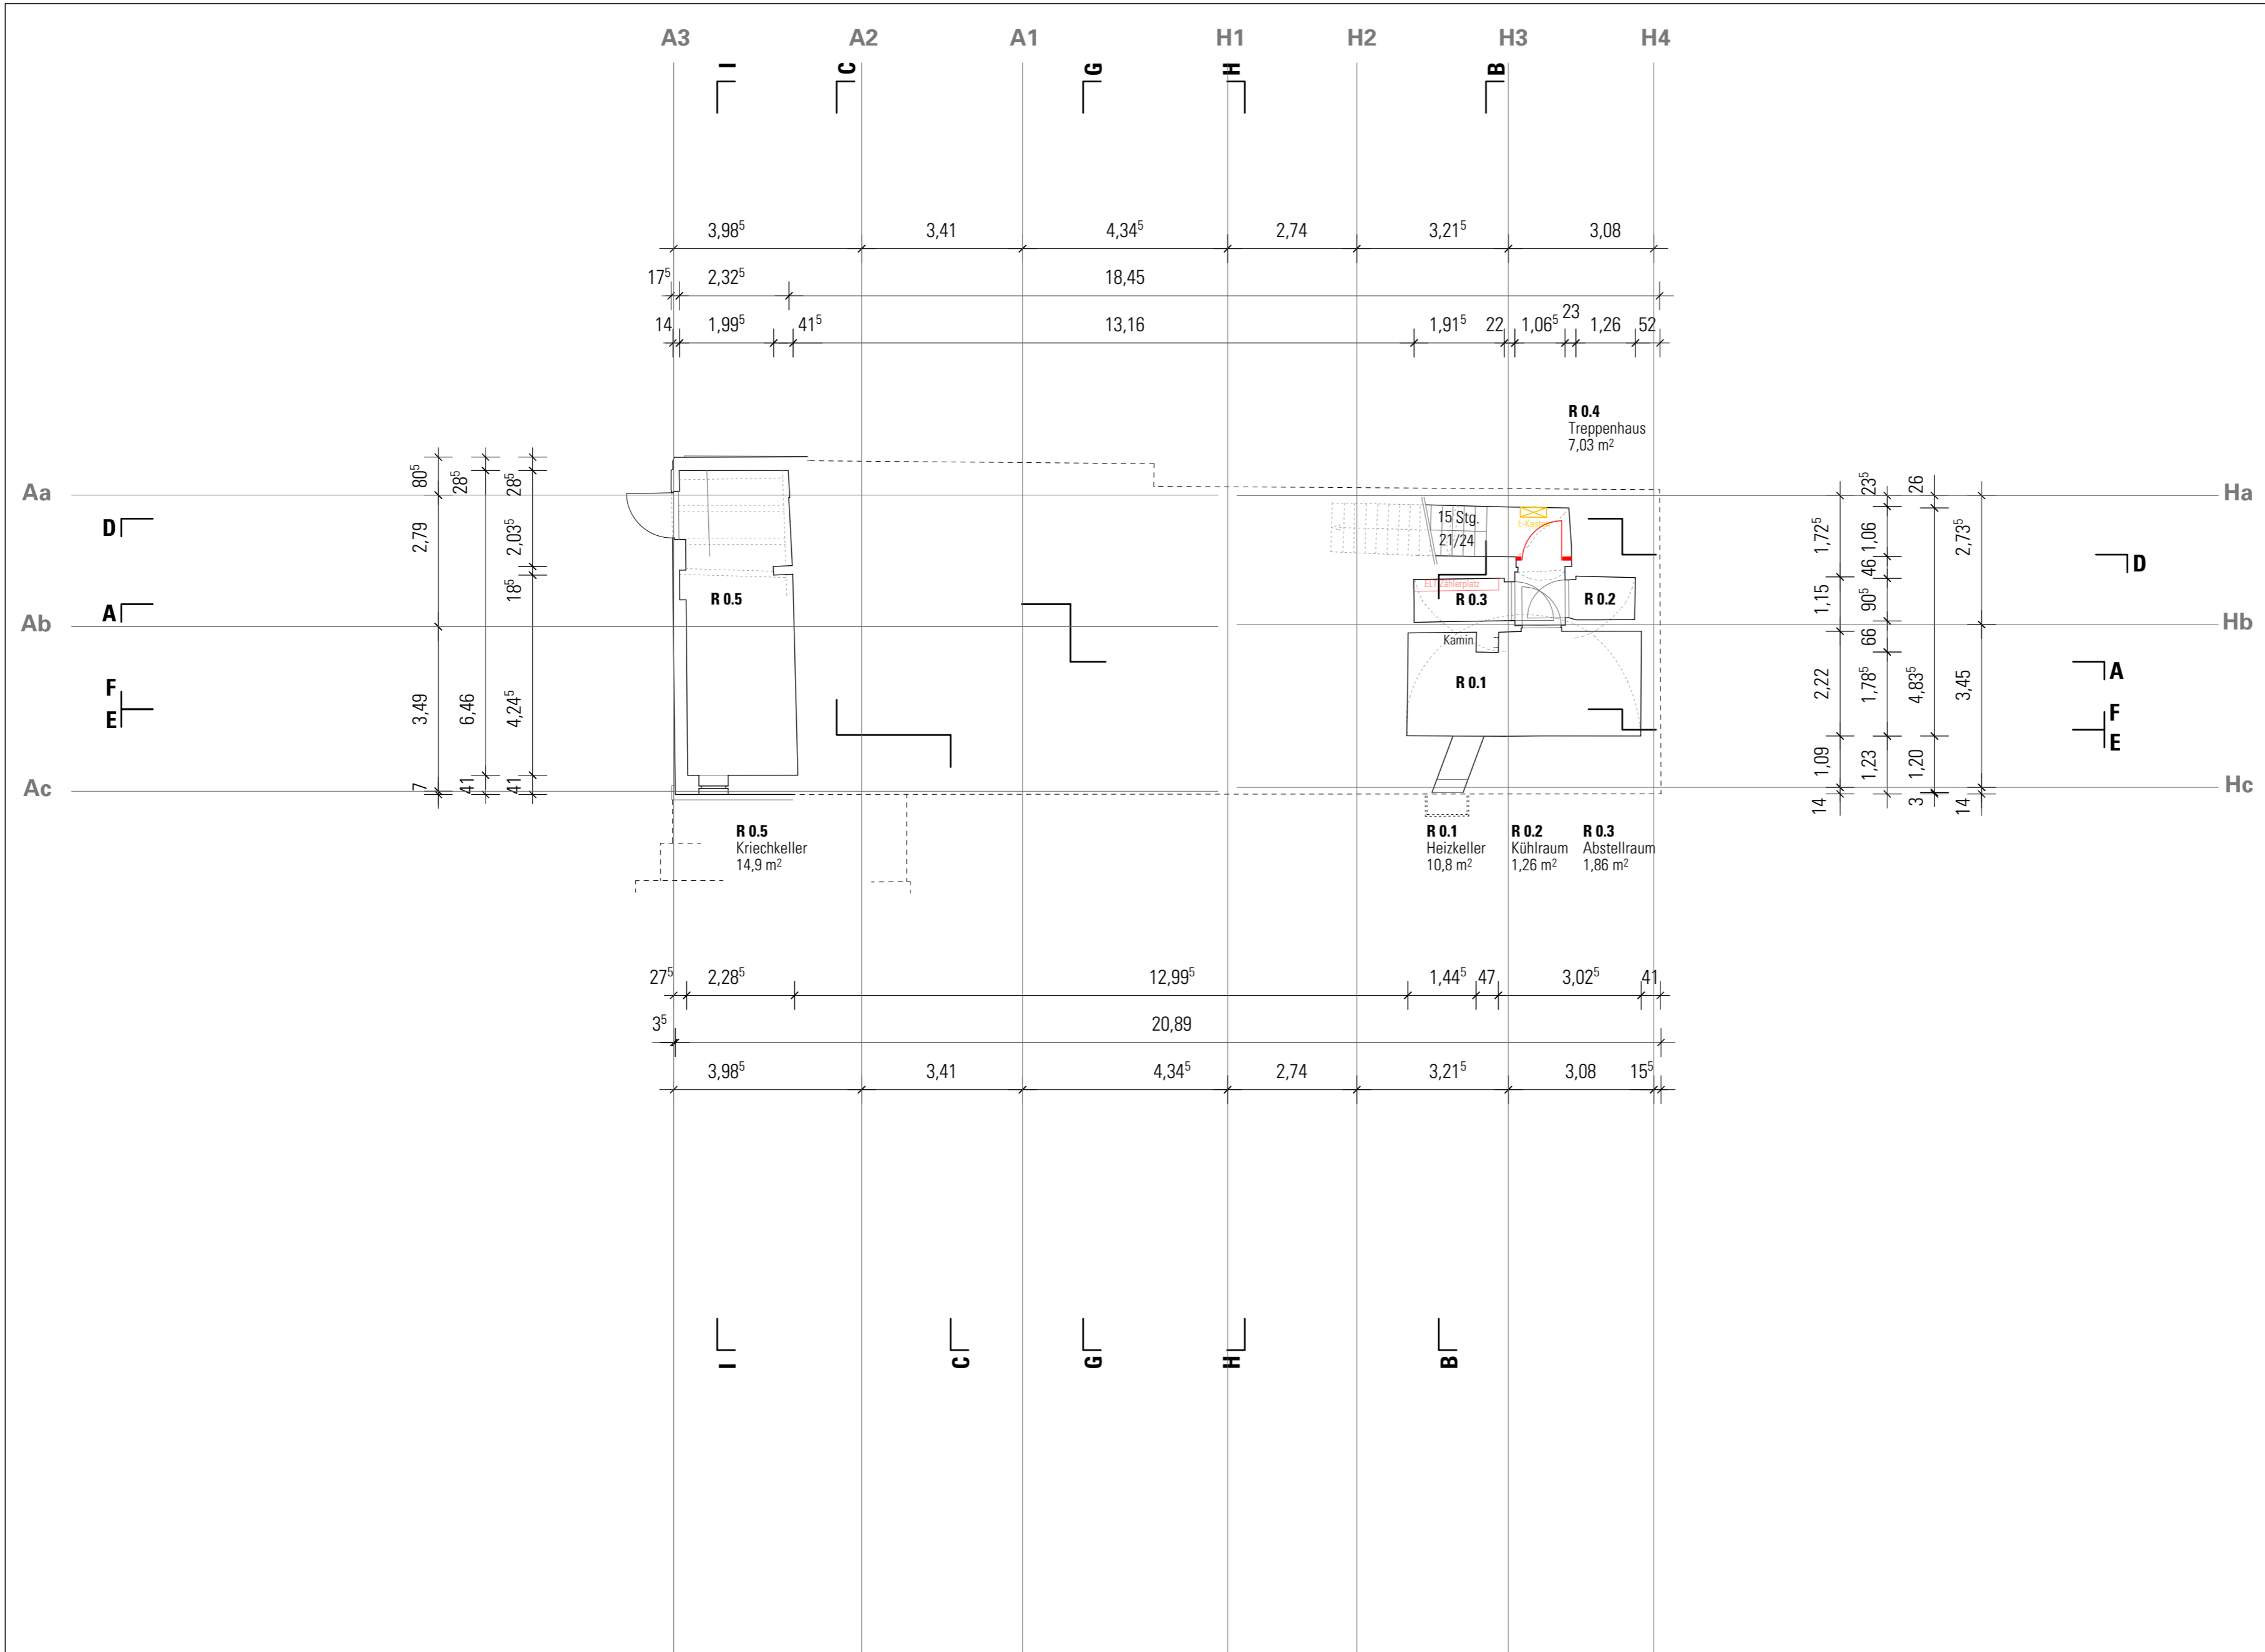 A3 A2 A1 H1 H2 H3 H4
I C G H B
3,98⁵ 3,41 4,34⁵ 2,74 3,21⁵ 3,08
17⁵ 2,32⁵ 18,45
14 1,99⁵ 41⁵ 13,16 1,91⁵ 22 1,06⁵ 23 1,26 52
R 0.4
Treppenhaus
7,03 m²
Aa
Ha
D
D
Ab
Hb
A
A
F
E
F
E
Ac
Hc
80⁵ 2,79 3,49 7
28⁵ 6,46 41
28⁵ 2,03⁵ 18⁵ 4,24⁵ 41
15 Stg.
21/24
E-Kasten
ELT Zählerplatz
R 0.5
R 0.3
R 0.2
Kamin
R 0.1
1,72⁵ 1,15 2,22 1,09 14
23⁵ 1,06 46 90⁵ 66 1,78⁵ 1,23
26 4,83⁵ 1,20 3
2,73⁵ 3,45 14
R 0.5
Kriechkeller
14,9 m²
R 0.1
Heizkeller
10,8 m²
R 0.2
Kühlraum
1,26 m²
R 0.3
Abstellraum
1,86 m²
27⁵ 2,28⁵ 12,99⁵ 1,44⁵ 47 3,02⁵ 41
3⁵ 20,89
3,98⁵ 3,41 4,34⁵ 2,74 3,21⁵ 3,08 15⁵
I C G H B